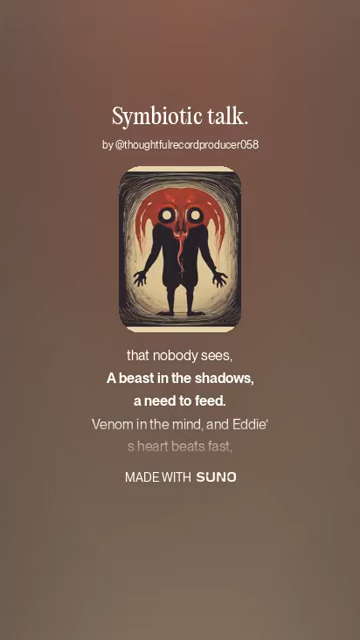 Symbiotic talk.
by @thoughtfulrecordproducer058
that nobody sees,
A beast in the shadows,
a need to feed.
Venom in the mind, and Eddie'
s heart beats fast,
MADE WITH SUNO